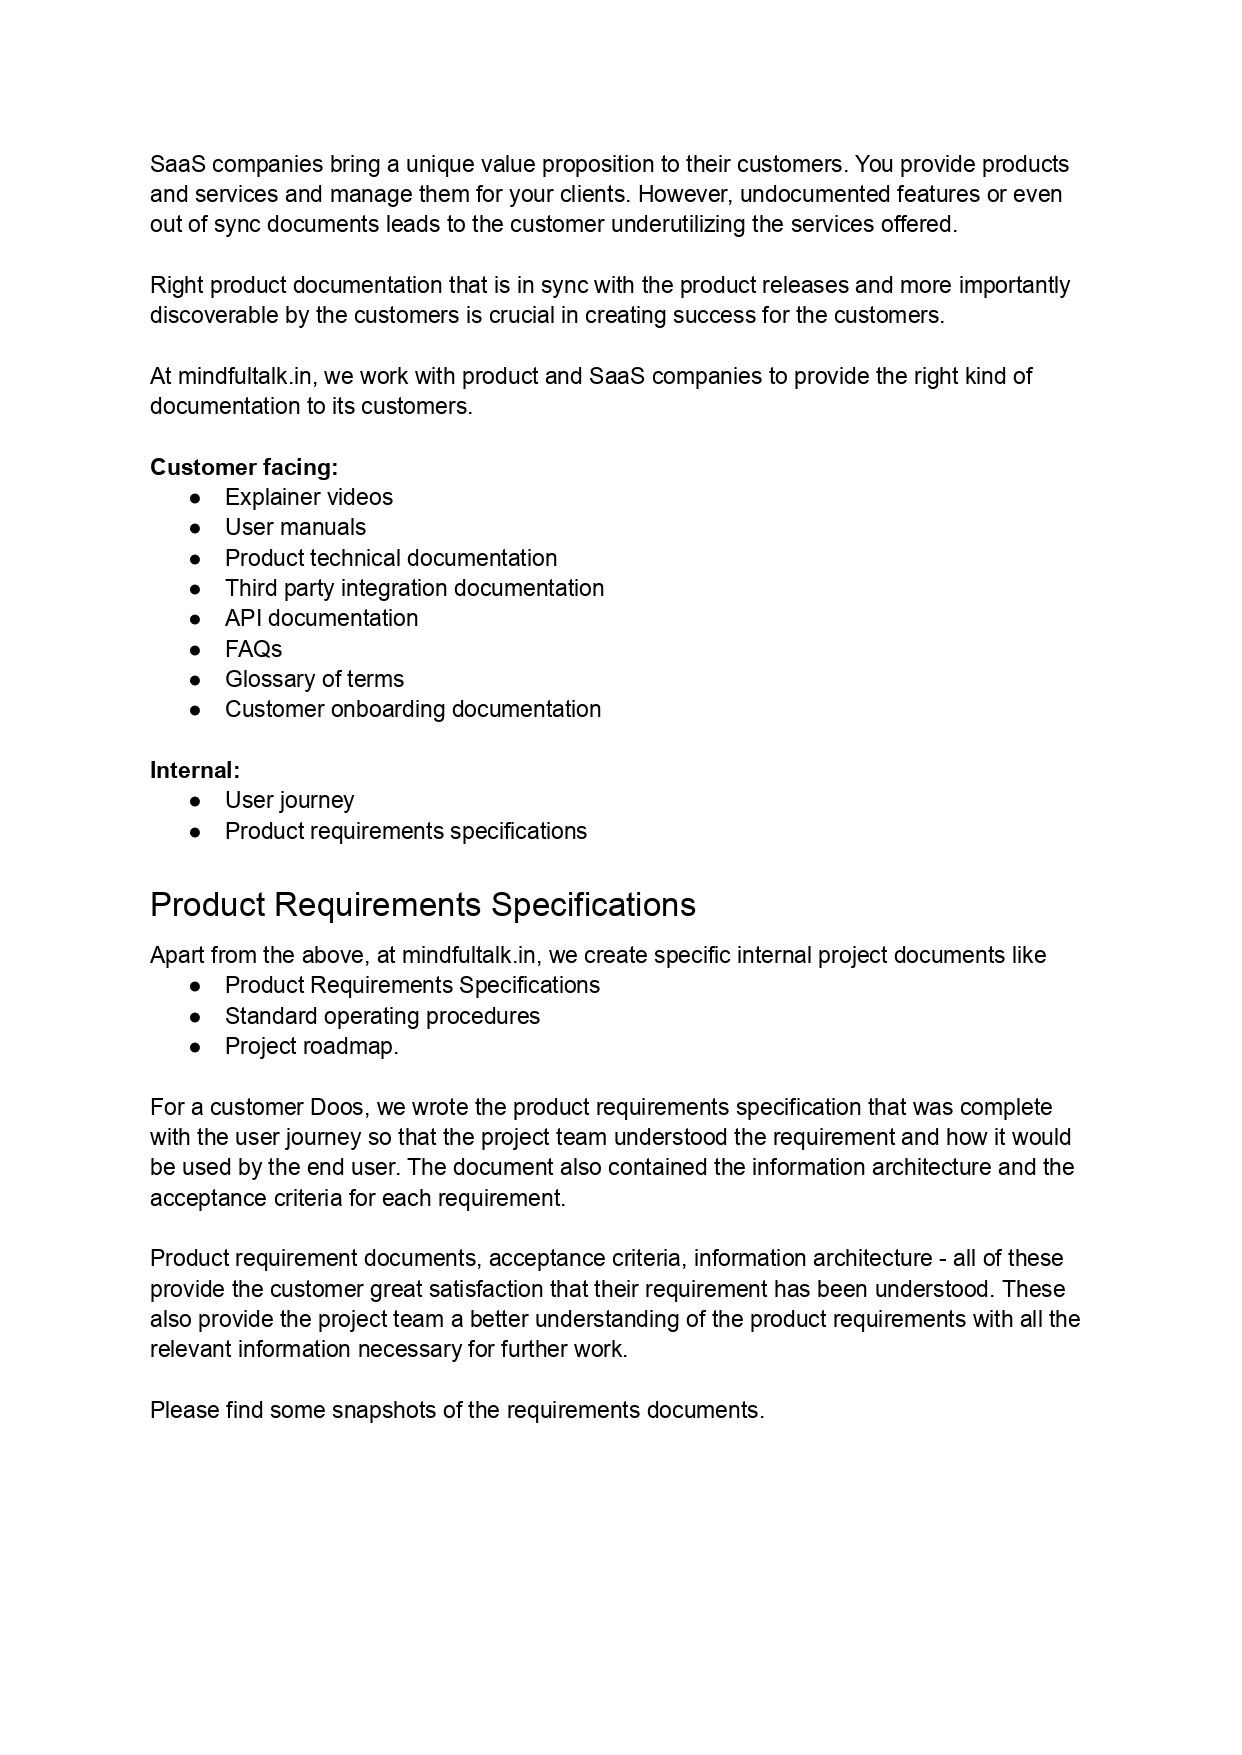 SaaS companies bring a unique value proposition to their customers. You provide products
and services and manage them for your clients. However, undocumented features or even
out of sync documents leads to the customer underutilizing the services offered.
Right product documentation that is in sync with the product releases and more importantly
discoverable by the customers is crucial in creating success for the customers.
At mindfultalk.in, we work with product and SaaS companies to provide the right kind of
documentation to its customers.
Customer facing:
● Explainer videos
● User manuals
● Product technical documentation
● Third party integration documentation
● API documentation
● FAQs
● Glossary of terms
● Customer onboarding documentation
Internal:
● User journey
● Product requirements specifications
Product Requirements Specifications
Apart from the above, at mindfultalk.in, we create specific internal project documents like
● Product Requirements Specifications
● Standard operating procedures
● Project roadmap.
For a customer Doos, we wrote the product requirements specification that was complete
with the user journey so that the project team understood the requirement and how it would
be used by the end user. The document also contained the information architecture and the
acceptance criteria for each requirement.
Product requirement documents, acceptance criteria, information architecture - all of these
provide the customer great satisfaction that their requirement has been understood. These
also provide the project team a better understanding of the product requirements with all the
relevant information necessary for further work.
Please find some snapshots of the requirements documents.